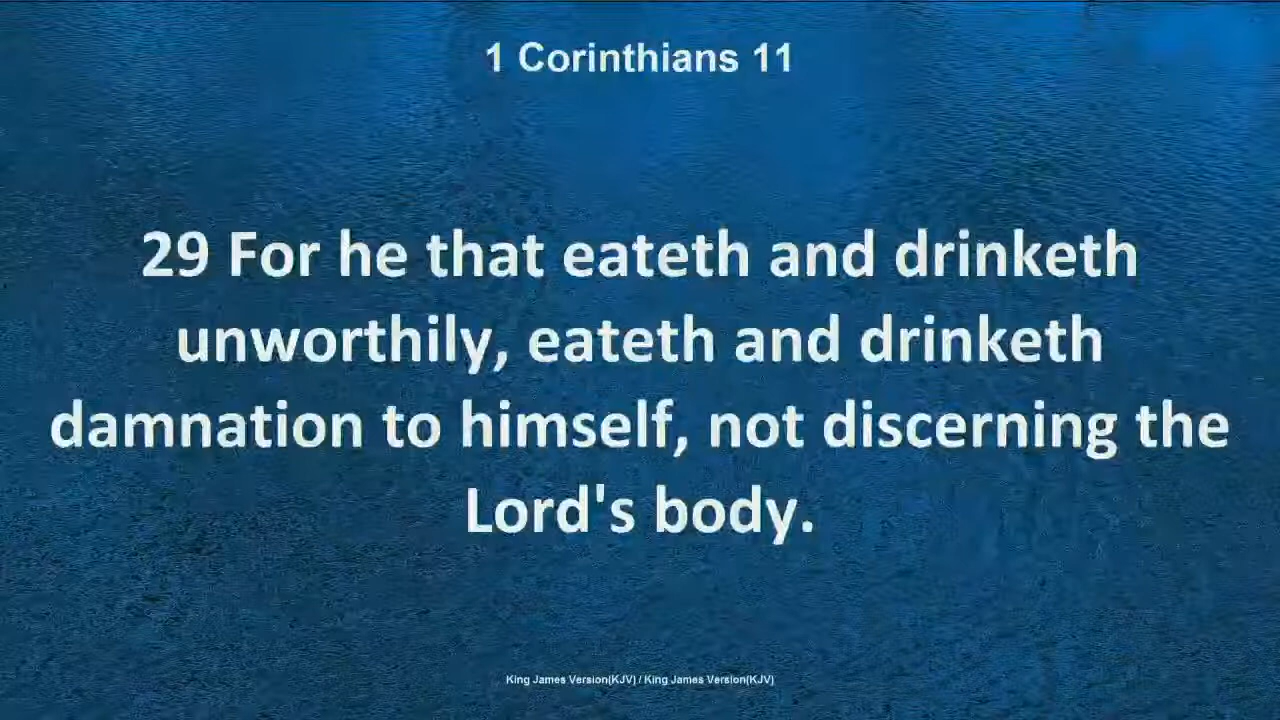 1 Corinthians 11
29 For he that eateth and drinketh
unworthily, eateth and drinketh
damnation to himself, not discerning the
Lord's body.
King James Version(KJV) / King James Version(KJV)